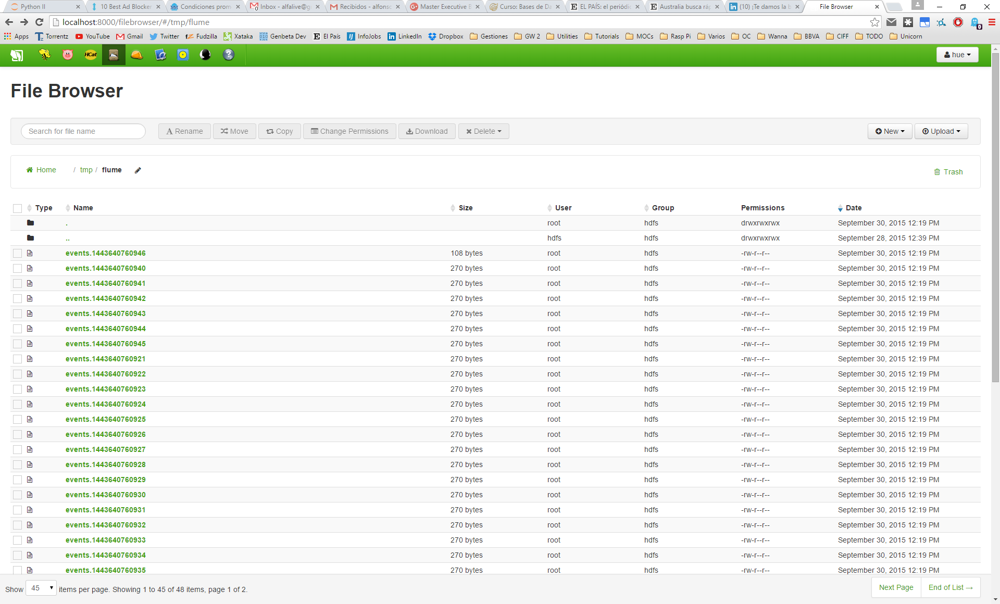 Python II
10 Best Ad Blocker
Condiciones prom
Inbox - alfalive@g
Recibidos - alfonsc
Master Executive B
Curso: Bases de Da
EL PAÍS: el periódic
Australia busca ráp
(10) ¡Te damos la b
File Browser
localhost:8000/filebrowser/#/tmp/flume
Apps Torrentz YouTube Gmail Twitter Fudzilla Xataka Genbeta Dev El País InfoJobs LinkedIn Dropbox Gestiones GW 2 Utilities Tutorials MOCs Rasp Pi Varios OC Wanna BBVA CIFF TODO Unicorn
HCat
hue
File Browser
Search for file name Rename Move Copy Change Permissions Download Delete New Upload
Home / tmp / flume
Trash
Type Name Size User Group Permissions Date
. root hdfs drwxrwxrwx September 30, 2015 12:19 PM
.. hdfs hdfs drwxrwxrwx September 28, 2015 12:39 PM
events.1443640760946 108 bytes root hdfs -rw-r--r-- September 30, 2015 12:19 PM
events.1443640760940 270 bytes root hdfs -rw-r--r-- September 30, 2015 12:19 PM
events.1443640760941 270 bytes root hdfs -rw-r--r-- September 30, 2015 12:19 PM
events.1443640760942 270 bytes root hdfs -rw-r--r-- September 30, 2015 12:19 PM
events.1443640760943 270 bytes root hdfs -rw-r--r-- September 30, 2015 12:19 PM
events.1443640760944 270 bytes root hdfs -rw-r--r-- September 30, 2015 12:19 PM
events.1443640760945 270 bytes root hdfs -rw-r--r-- September 30, 2015 12:19 PM
events.1443640760921 270 bytes root hdfs -rw-r--r-- September 30, 2015 12:19 PM
events.1443640760922 270 bytes root hdfs -rw-r--r-- September 30, 2015 12:19 PM
events.1443640760923 270 bytes root hdfs -rw-r--r-- September 30, 2015 12:19 PM
events.1443640760924 270 bytes root hdfs -rw-r--r-- September 30, 2015 12:19 PM
events.1443640760925 270 bytes root hdfs -rw-r--r-- September 30, 2015 12:19 PM
events.1443640760926 270 bytes root hdfs -rw-r--r-- September 30, 2015 12:19 PM
events.1443640760927 270 bytes root hdfs -rw-r--r-- September 30, 2015 12:19 PM
events.1443640760928 270 bytes root hdfs -rw-r--r-- September 30, 2015 12:19 PM
events.1443640760929 270 bytes root hdfs -rw-r--r-- September 30, 2015 12:19 PM
events.1443640760930 270 bytes root hdfs -rw-r--r-- September 30, 2015 12:19 PM
events.1443640760931 270 bytes root hdfs -rw-r--r-- September 30, 2015 12:19 PM
events.1443640760932 270 bytes root hdfs -rw-r--r-- September 30, 2015 12:19 PM
events.1443640760933 270 bytes root hdfs -rw-r--r-- September 30, 2015 12:19 PM
events.1443640760934 270 bytes root hdfs -rw-r--r-- September 30, 2015 12:19 PM
events.1443640760935 270 bytes root hdfs -rw-r--r-- September 30, 2015 12:19 PM
Show 45 items per page. Showing 1 to 45 of 48 items, page 1 of 2.
Next Page End of List →